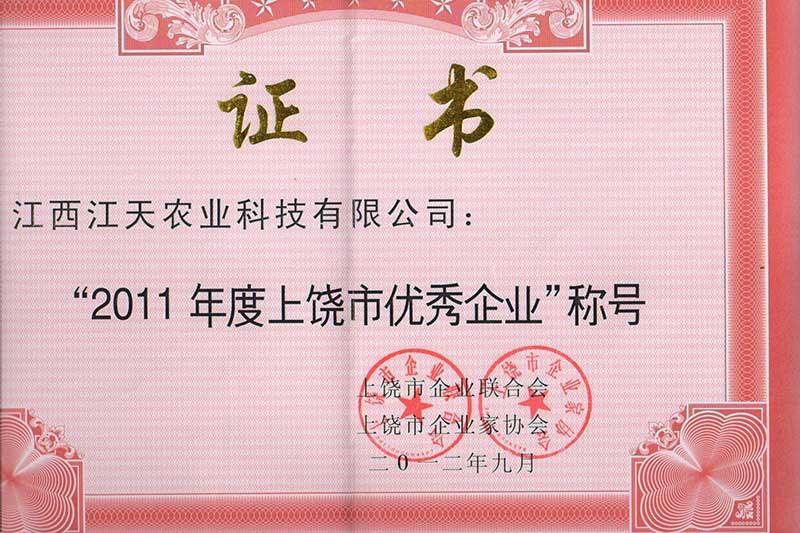 证书
江西江天农业科技有限公司：
“2011 年度上饶市优秀企业”称号
上饶市企业联合会
上饶市企业家协会
二０一二年九月